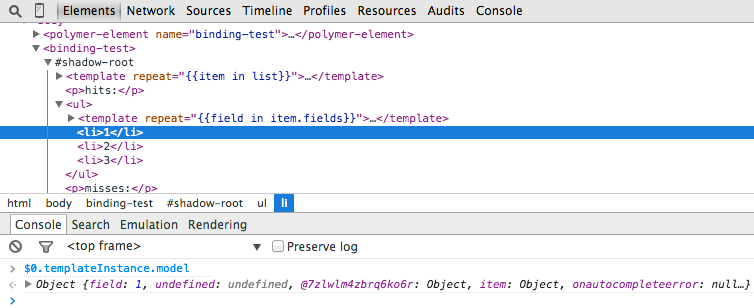 Elements Network Sources Timeline Profiles Resources Audits Console
▶<polymer-element name="binding-test">…</polymer-element>
▼<binding-test>
▼#shadow-root
▶<template repeat="{{item in list}}">…</template>
<p>hits:</p>
▼<ul>
▶<template repeat="{{field in item.fields}}">…</template>
<li>1</li>
<li>2</li>
<li>3</li>
</ul>
<p>misses:</p>
html body binding-test #shadow-root ul li
Console Search Emulation Rendering
<top frame> ▼ Preserve log
> $0.templateInstance.model
▶ Object {field: 1, undefined: undefined, @7zlwlm4zbrq6ko6r: Object, item: Object, onautocompleteerror: null…}
>